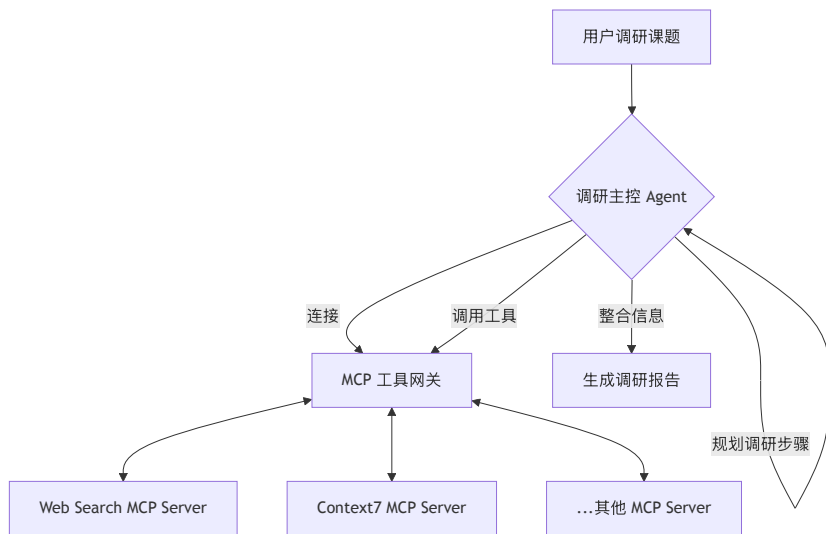 用户调研课题
调研主控 Agent
连接
调用工具
整合信息
MCP 工具网关
生成调研报告
规划调研步骤
Web Search MCP Server
Context7 MCP Server
...其他 MCP Server